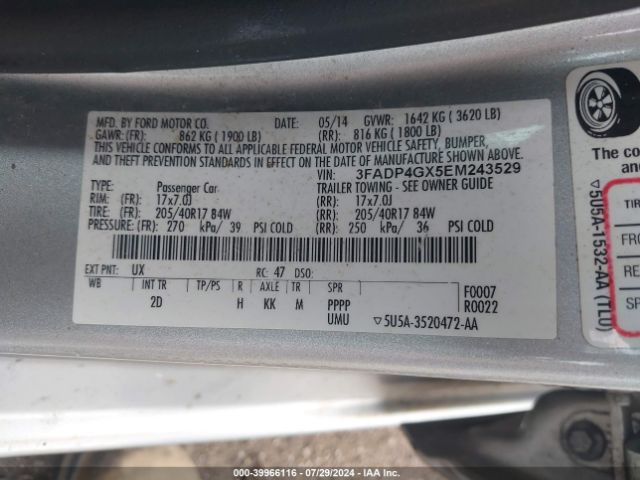 MFD. BY FORD MOTOR CO. DATE: 05/14 GVWR: 1642 KG ( 3620 LB)
GAWR: (FR): 862 KG ( 1900 LB) (RR): 816 KG ( 1800 LB)
THIS VEHICLE CONFORMS TO ALL APPLICABLE FEDERAL MOTOR VEHICLE SAFETY, BUMPER,
AND THEFT PREVENTION STANDARDS IN EFFECT ON THE DATE OF MANUFACTURE SHOWN ABOVE.
VIN: 3FADP4GX5EM243529
TYPE: Passenger Car TRAILER TOWING - SEE OWNER GUIDE
RIM: (FR): 17x7.0J (RR): 17x7.0J
TIRE: (FR): 205/40R17 84W (RR): 205/40R17 84W
PRESSURE: (FR): 270 kPa/ 39 PSI COLD (RR): 250 kPa/ 36 PSI COLD
EXT PNT: UX RC: 47 DSO:
WB INT TR TP/PS R AXLE TR SPR F0007
2D H KK M PPPP R0022
UMU ▽5U5A-3520472-AA
▽5U5A-1532-AA (TLU)
The co
a
TIR
FRO
RE
SP
000-39966116 | 07/29/2024 | IAA Inc.